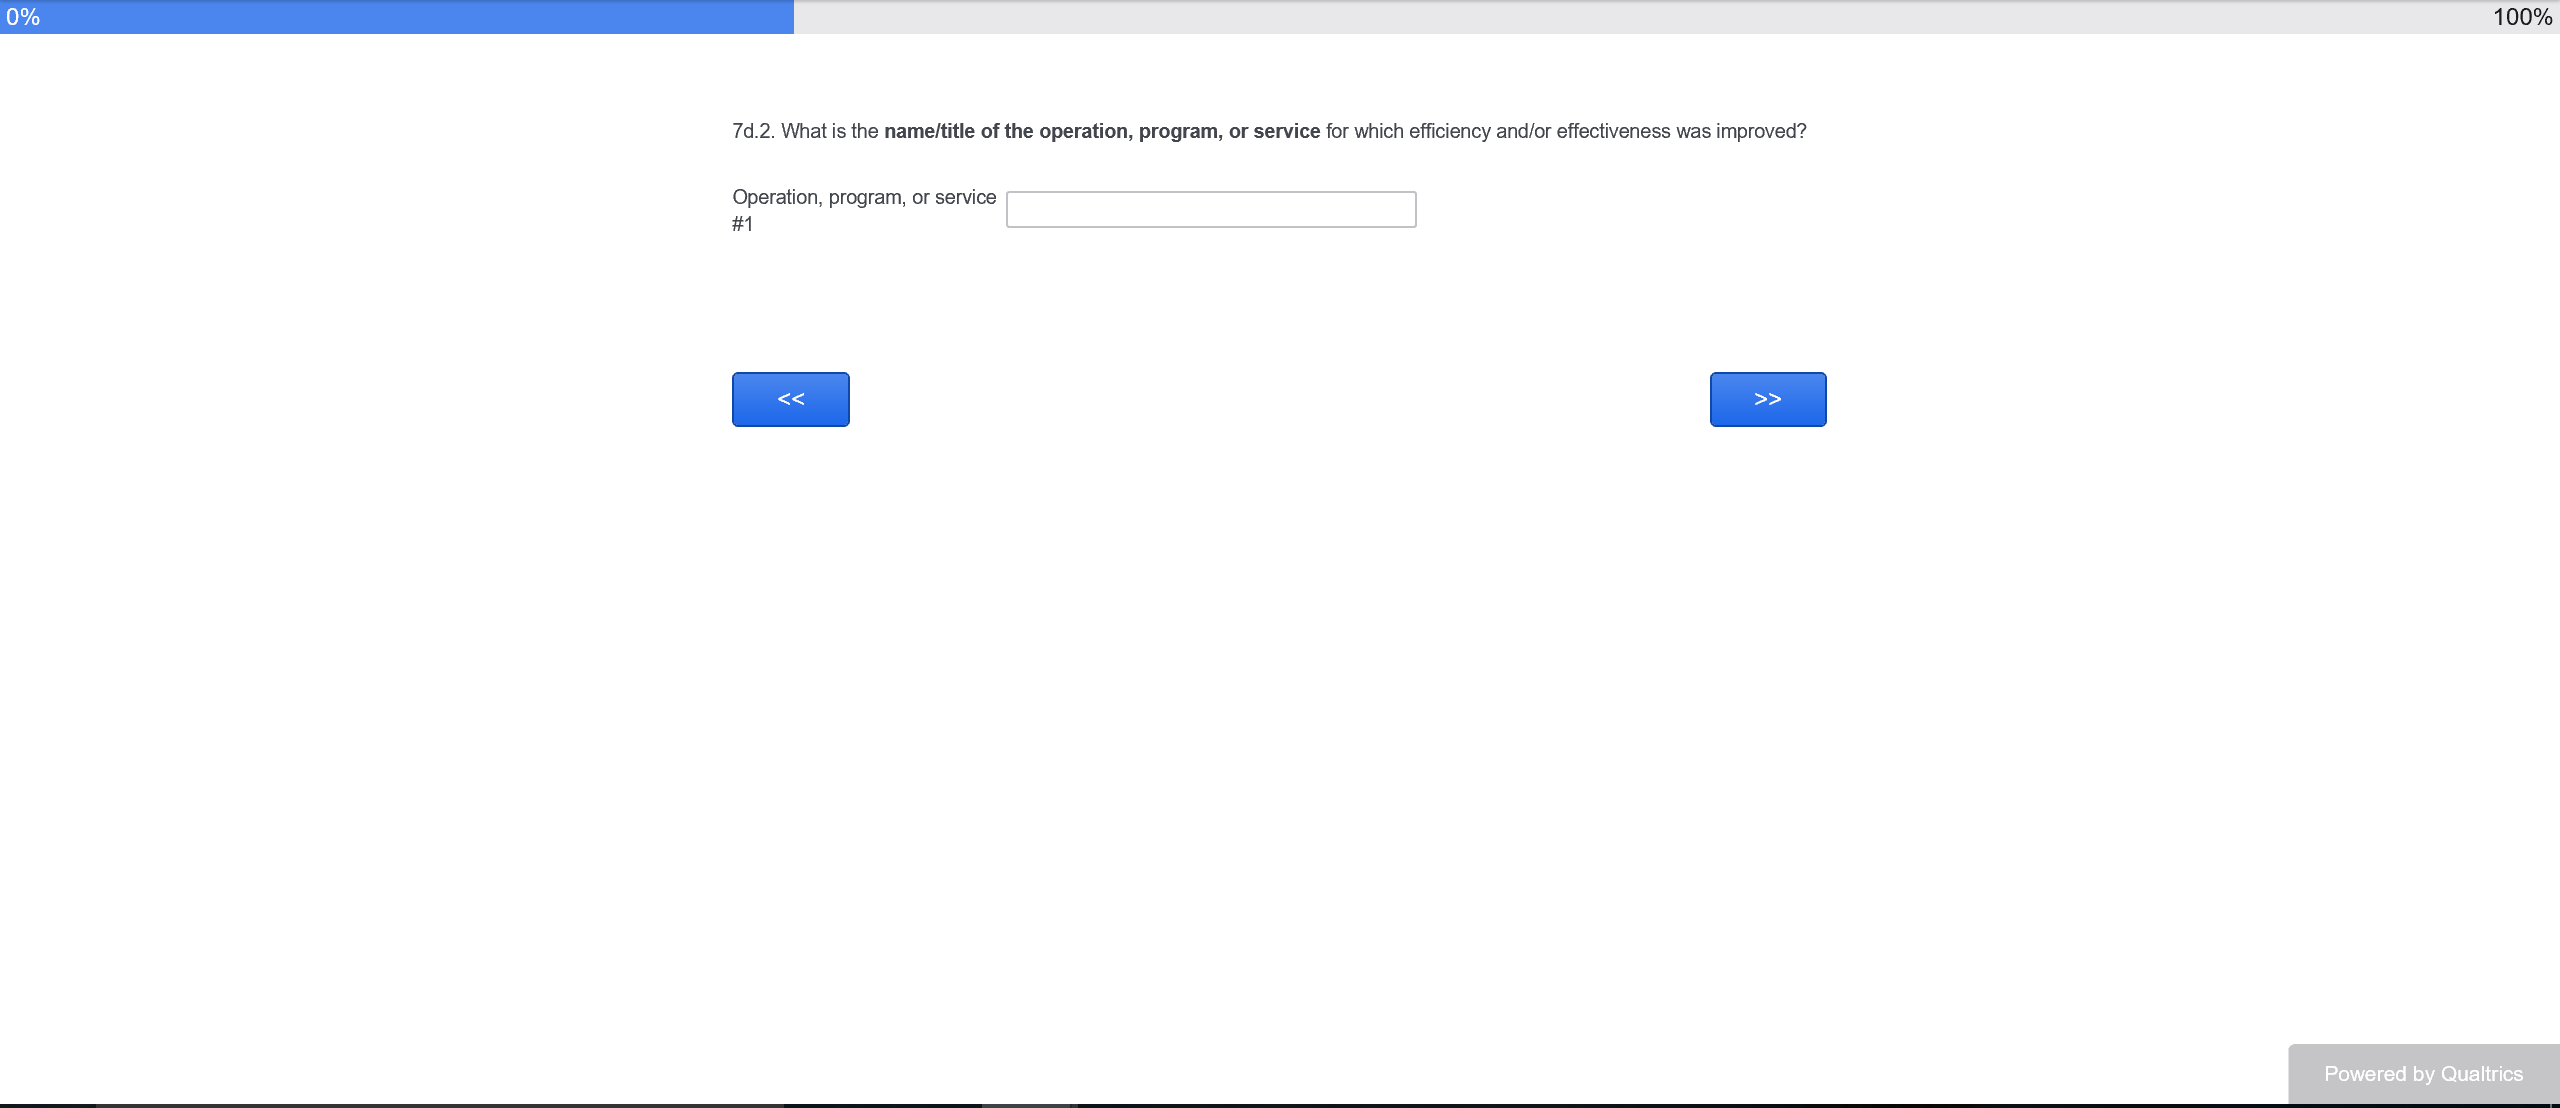 0%
100%
7d.2. What is the name/title of the operation, program, or service for which efficiency and/or effectiveness was improved?
Operation, program, or service
#1
<<
>>
Powered by Qualtrics